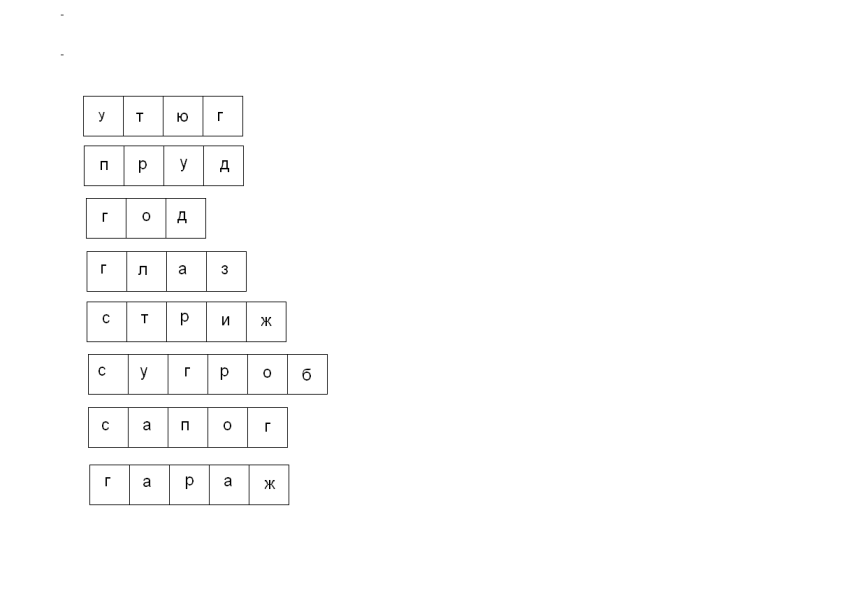 -
-
утюг
пруд
год
глаз
стриж
сугроб
сапог
гараж